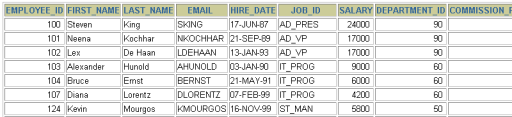 EMPLOYEE_ID FIRST_NAME LAST_NAME EMAIL HIRE_DATE JOB_ID SALARY DEPARTMENT_ID COMMISSION_P
100 Steven King SKING 17-JUN-87 AD_PRES 24000 90
101 Neena Kochhar NKOCHHAR 21-SEP-89 AD_VP 17000 90
102 Lex De Haan LDEHAAN 13-JAN-93 AD_VP 17000 90
103 Alexander Hunold AHUNOLD 03-JAN-90 IT_PROG 9000 60
104 Bruce Ernst BERNST 21-MAY-91 IT_PROG 6000 60
107 Diana Lorentz DLORENTZ 07-FEB-99 IT_PROG 4200 60
124 Kevin Mourgos KMOURGOS 16-NOV-99 ST_MAN 5800 50